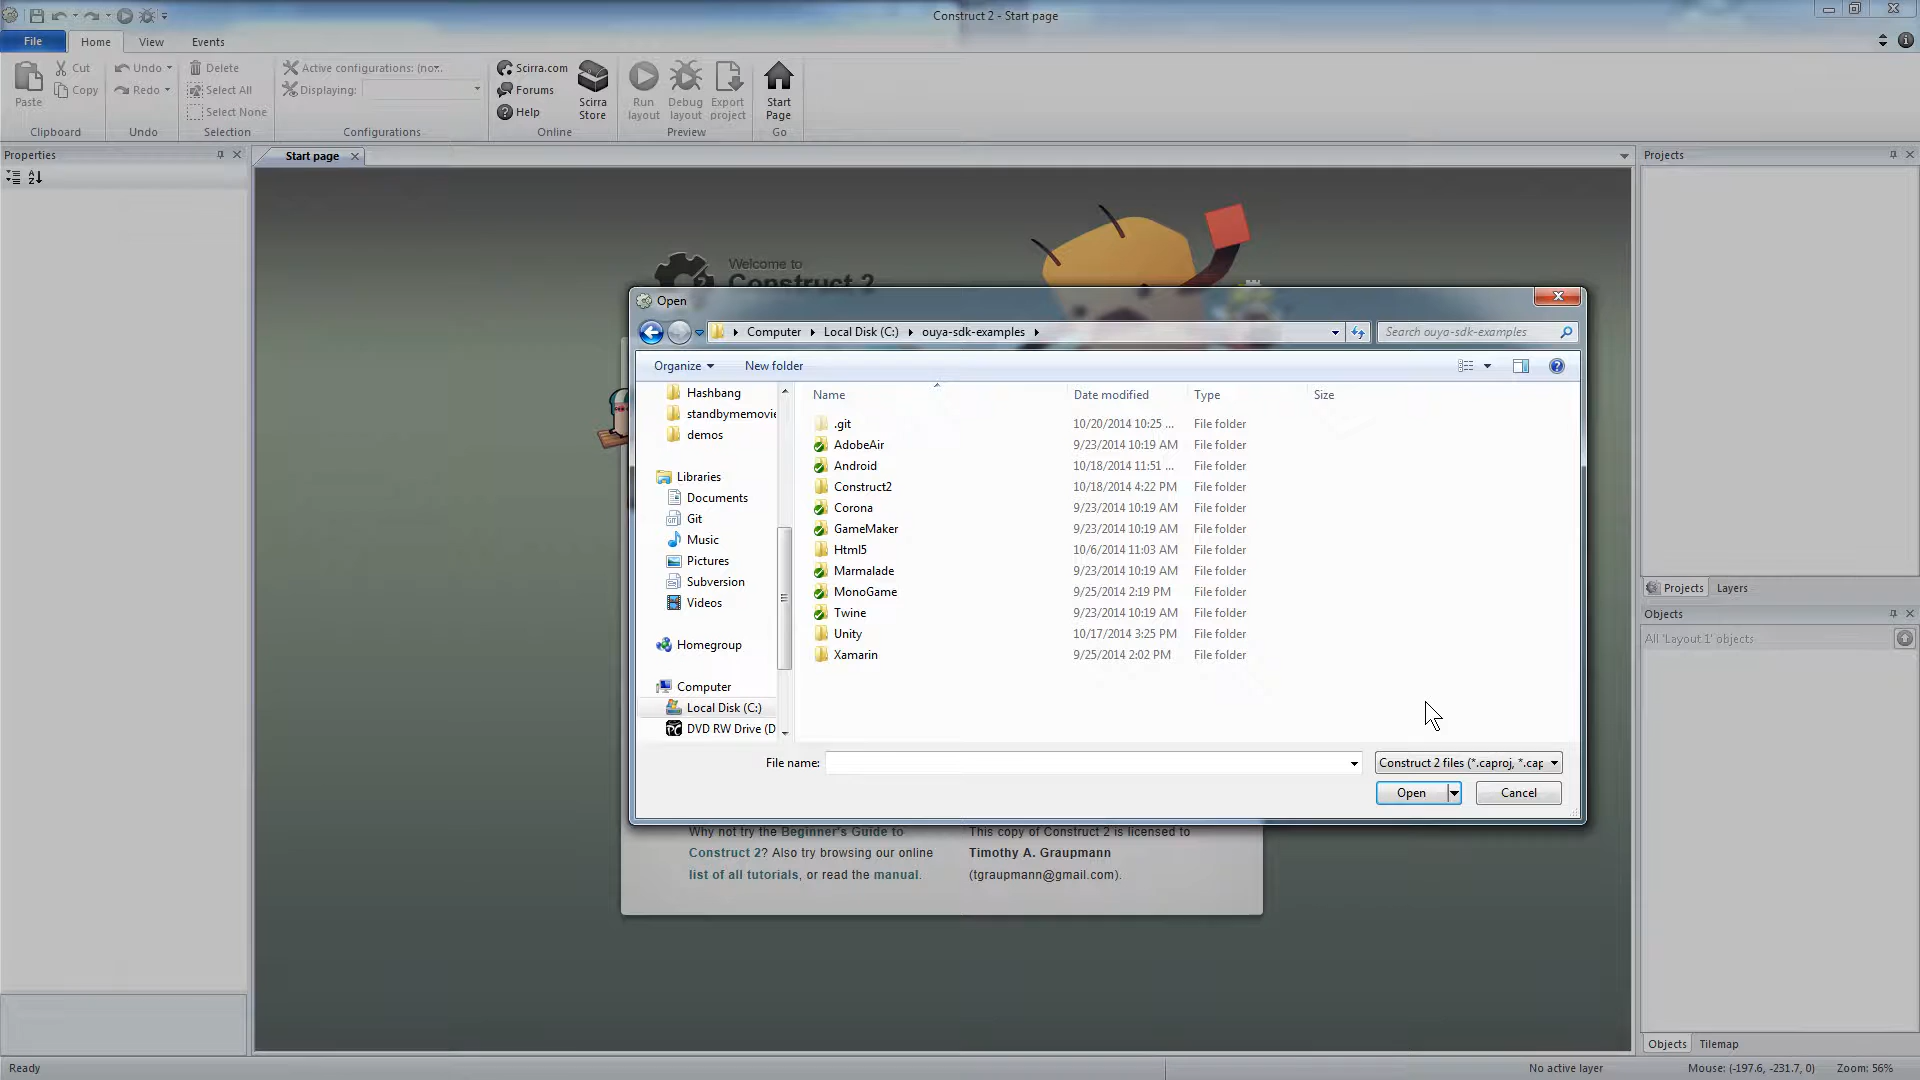 Construct 2 - Start page
File
Home
View
Events
Paste
Cut
Copy
Clipboard
Undo
Redo
Undo
Delete
Select All
Select None
Selection
Active configurations: (no..
Displaying:
Configurations
Scirra.com
Forums
Help
Scirra
Store
Online
Run
layout
Debug
layout
Export
project
Preview
Start
Page
Go
Properties
Start page
Projects
Welcome to
Construct 2
Open
Computer
Local Disk (C:)
ouya-sdk-examples
Search ouya-sdk-examples
Organize
New folder
Hashbang
standbymemovie
demos
Libraries
Documents
Git
Music
Pictures
Subversion
Videos
Homegroup
Computer
Local Disk (C:)
DVD RW Drive (D
Name Date modified Type Size
.git 10/20/2014 10:25 ... File folder
AdobeAir 9/23/2014 10:19 AM File folder
Android 10/18/2014 11:51 ... File folder
Construct2 10/18/2014 4:22 PM File folder
Corona 9/23/2014 10:19 AM File folder
GameMaker 9/23/2014 10:19 AM File folder
Html5 10/6/2014 11:03 AM File folder
Marmalade 9/23/2014 10:19 AM File folder
MonoGame 9/25/2014 2:19 PM File folder
Twine 9/23/2014 10:19 AM File folder
Unity 10/17/2014 3:25 PM File folder
Xamarin 9/25/2014 2:02 PM File folder
File name:
Construct 2 files (*.caproj, *.cap
Open
Cancel
Why not try the Beginner's Guide to
Construct 2? Also try browsing our online
list of all tutorials, or read the manual.
This copy of Construct 2 is licensed to
Timothy A. Graupmann
(tgraupmann@gmail.com).
Projects
Layers
Objects
All 'Layout 1' objects
Objects
Tilemap
Ready
No active layer
Mouse: (-197.6, -231.7, 0)
Zoom: 56%